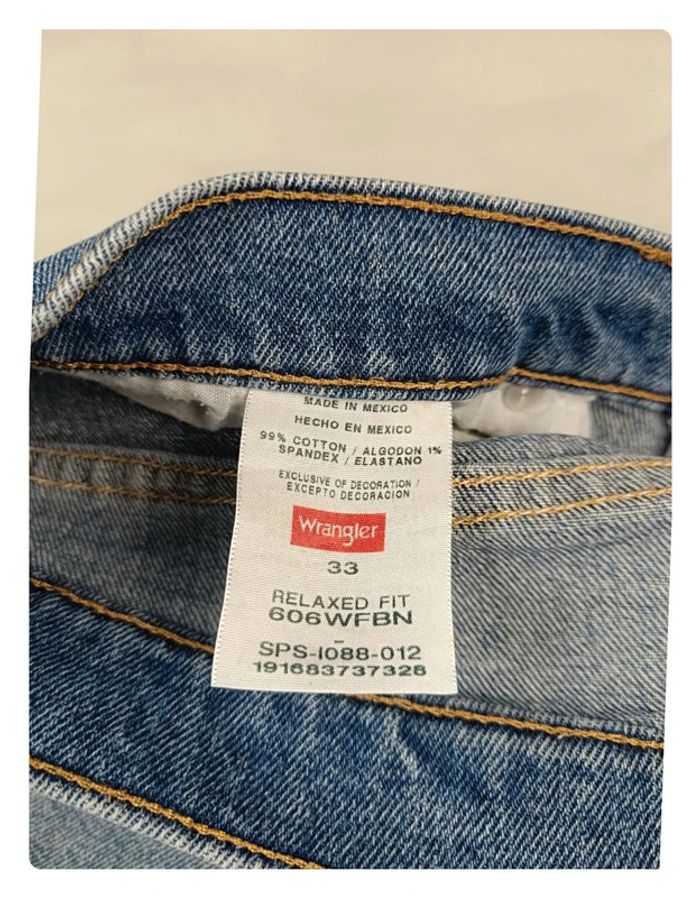 MADE IN MEXICO
HECHO EN MEXICO
99% COTTON / ALGODON 1%
SPANDEX / ELASTANO
EXCLUSIVE OF DECORATION /
EXCEPTO DECORACION
Wrangler
33
RELAXED FIT
606WFBN
-
SPS-1088-012
191683737328